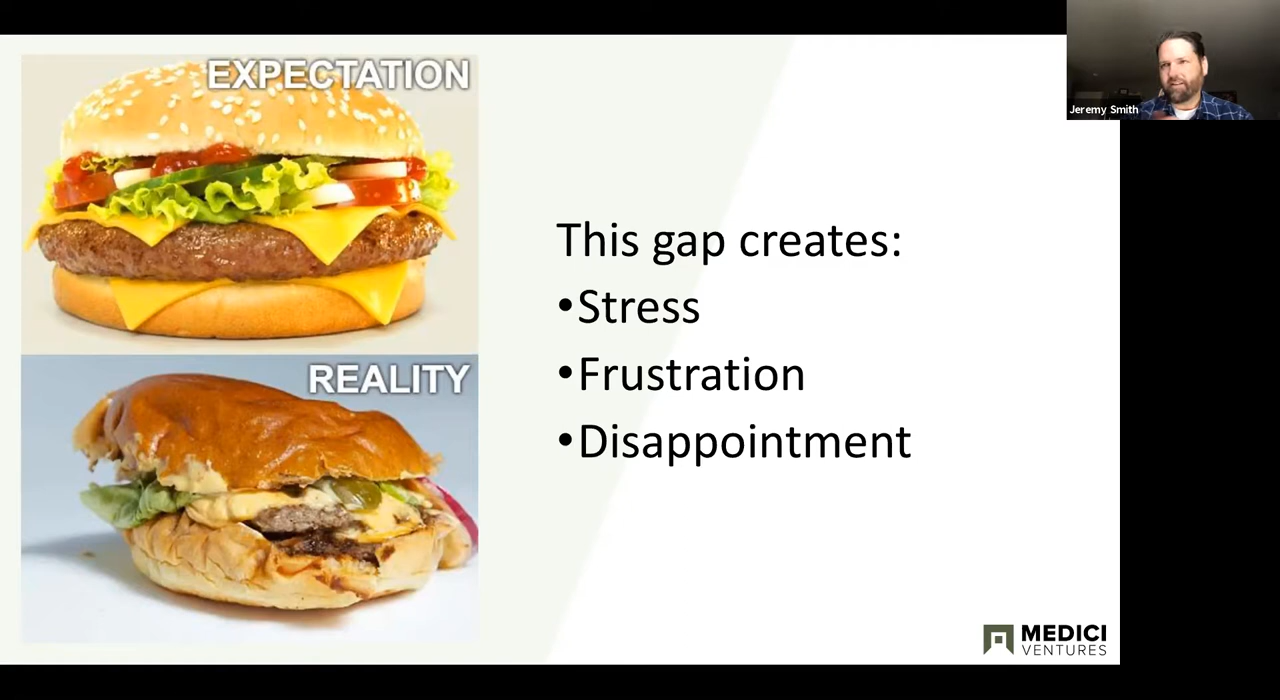 EXPECTATION
REALITY
This gap creates:
•Stress
•Frustration
•Disappointment
MEDICI
VENTURES
Jeremy Smith